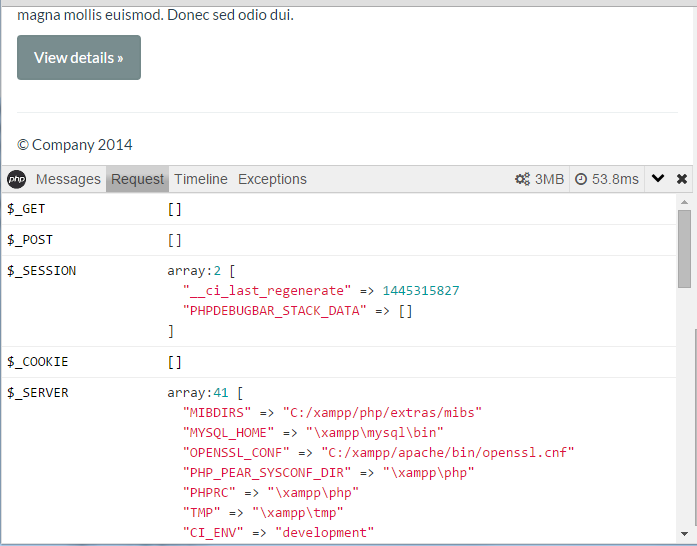 magna mollis euismod. Donec sed odio dui.
View details »
© Company 2014
php Messages Request Timeline Exceptions 3MB 53.8ms
$_GET []
$_POST []
$_SESSION array:2 [
"__ci_last_regenerate" => 1445315827
"PHPDEBUGBAR_STACK_DATA" => []
]
$_COOKIE []
$_SERVER array:41 [
"MIBDIRS" => "C:/xampp/php/extras/mibs"
"MYSQL_HOME" => "\xampp\mysql\bin"
"OPENSSL_CONF" => "C:/xampp/apache/bin/openssl.cnf"
"PHP_PEAR_SYSCONF_DIR" => "\xampp\php"
"PHPRC" => "\xampp\php"
"TMP" => "\xampp\tmp"
"CI_ENV" => "development"